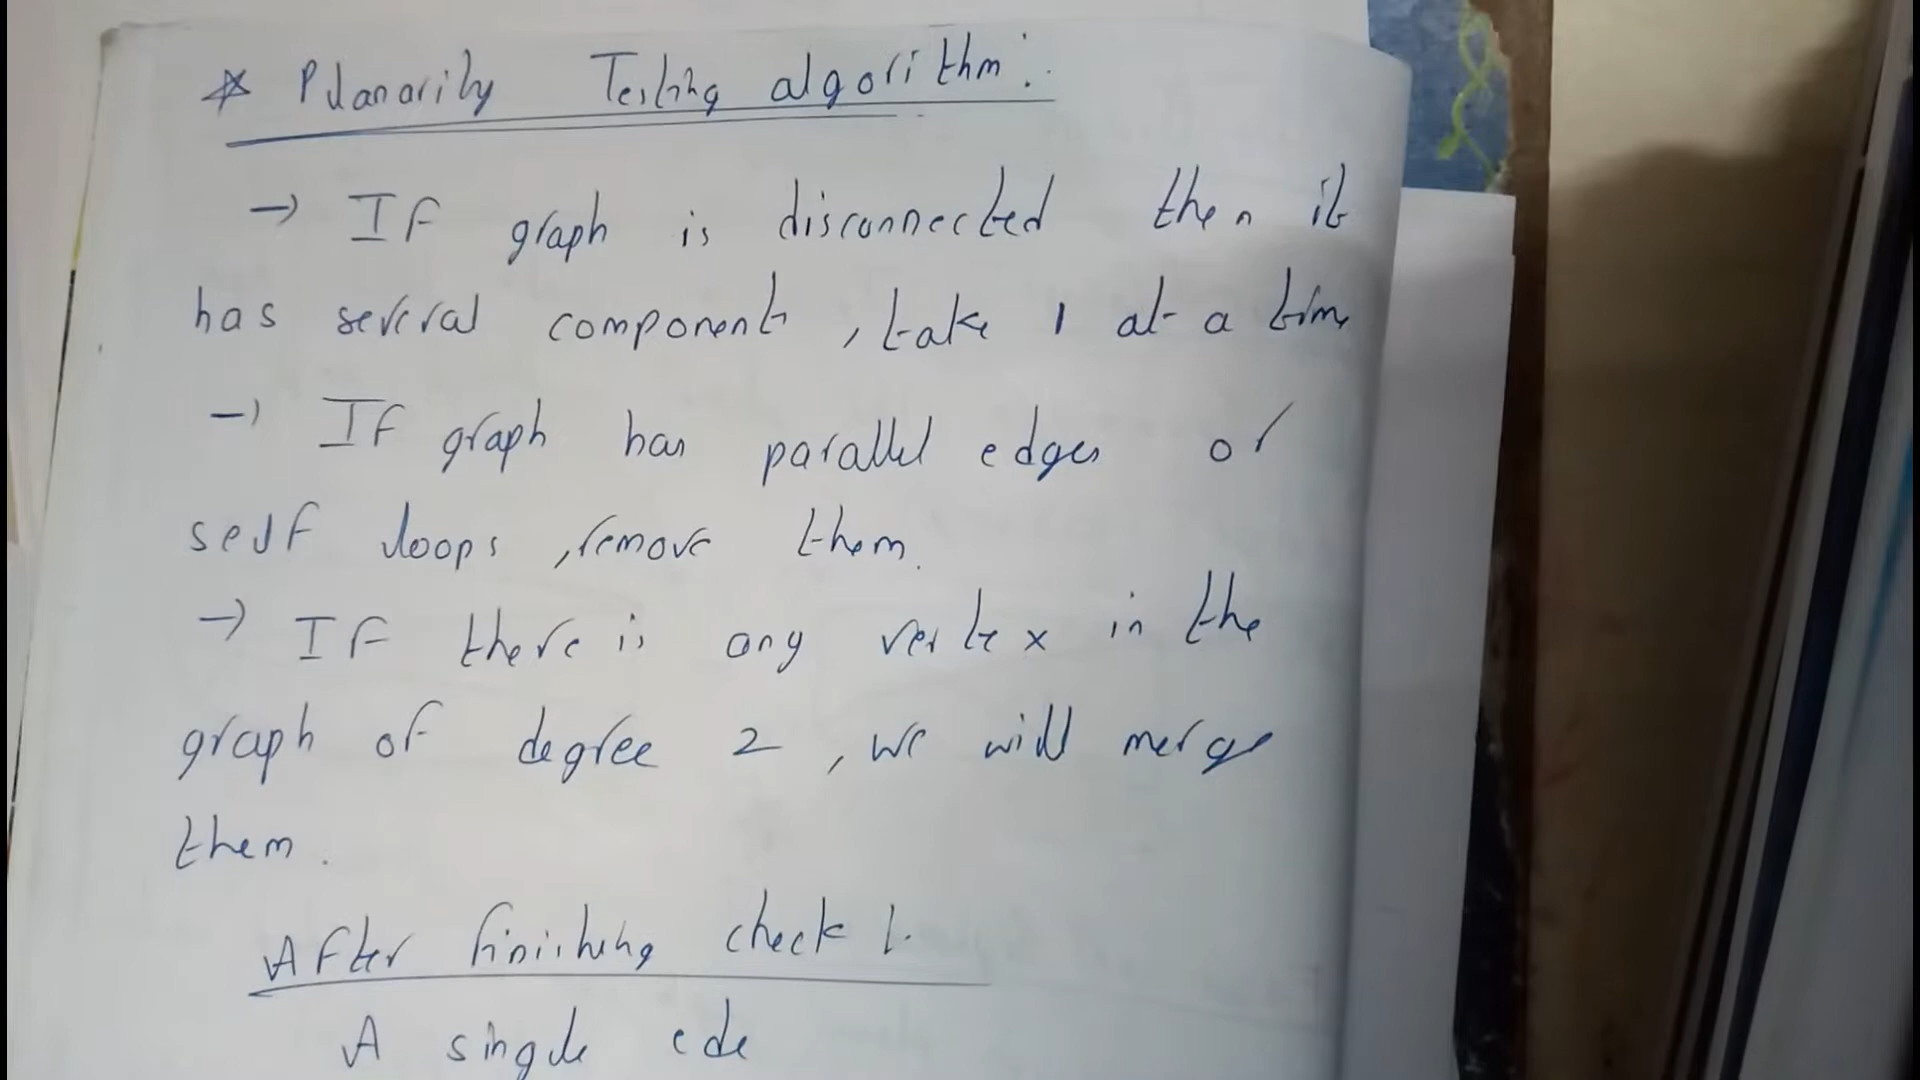 * Planarity Testing algorithm:
→ If graph is disconnected then it
has several component, take 1 at a time
→ If graph has parallel edges or
self loops, remove them.
→ If there is any vertex in the
graph of degree 2, we will merge
them.
After finishing check 1.
A single ede